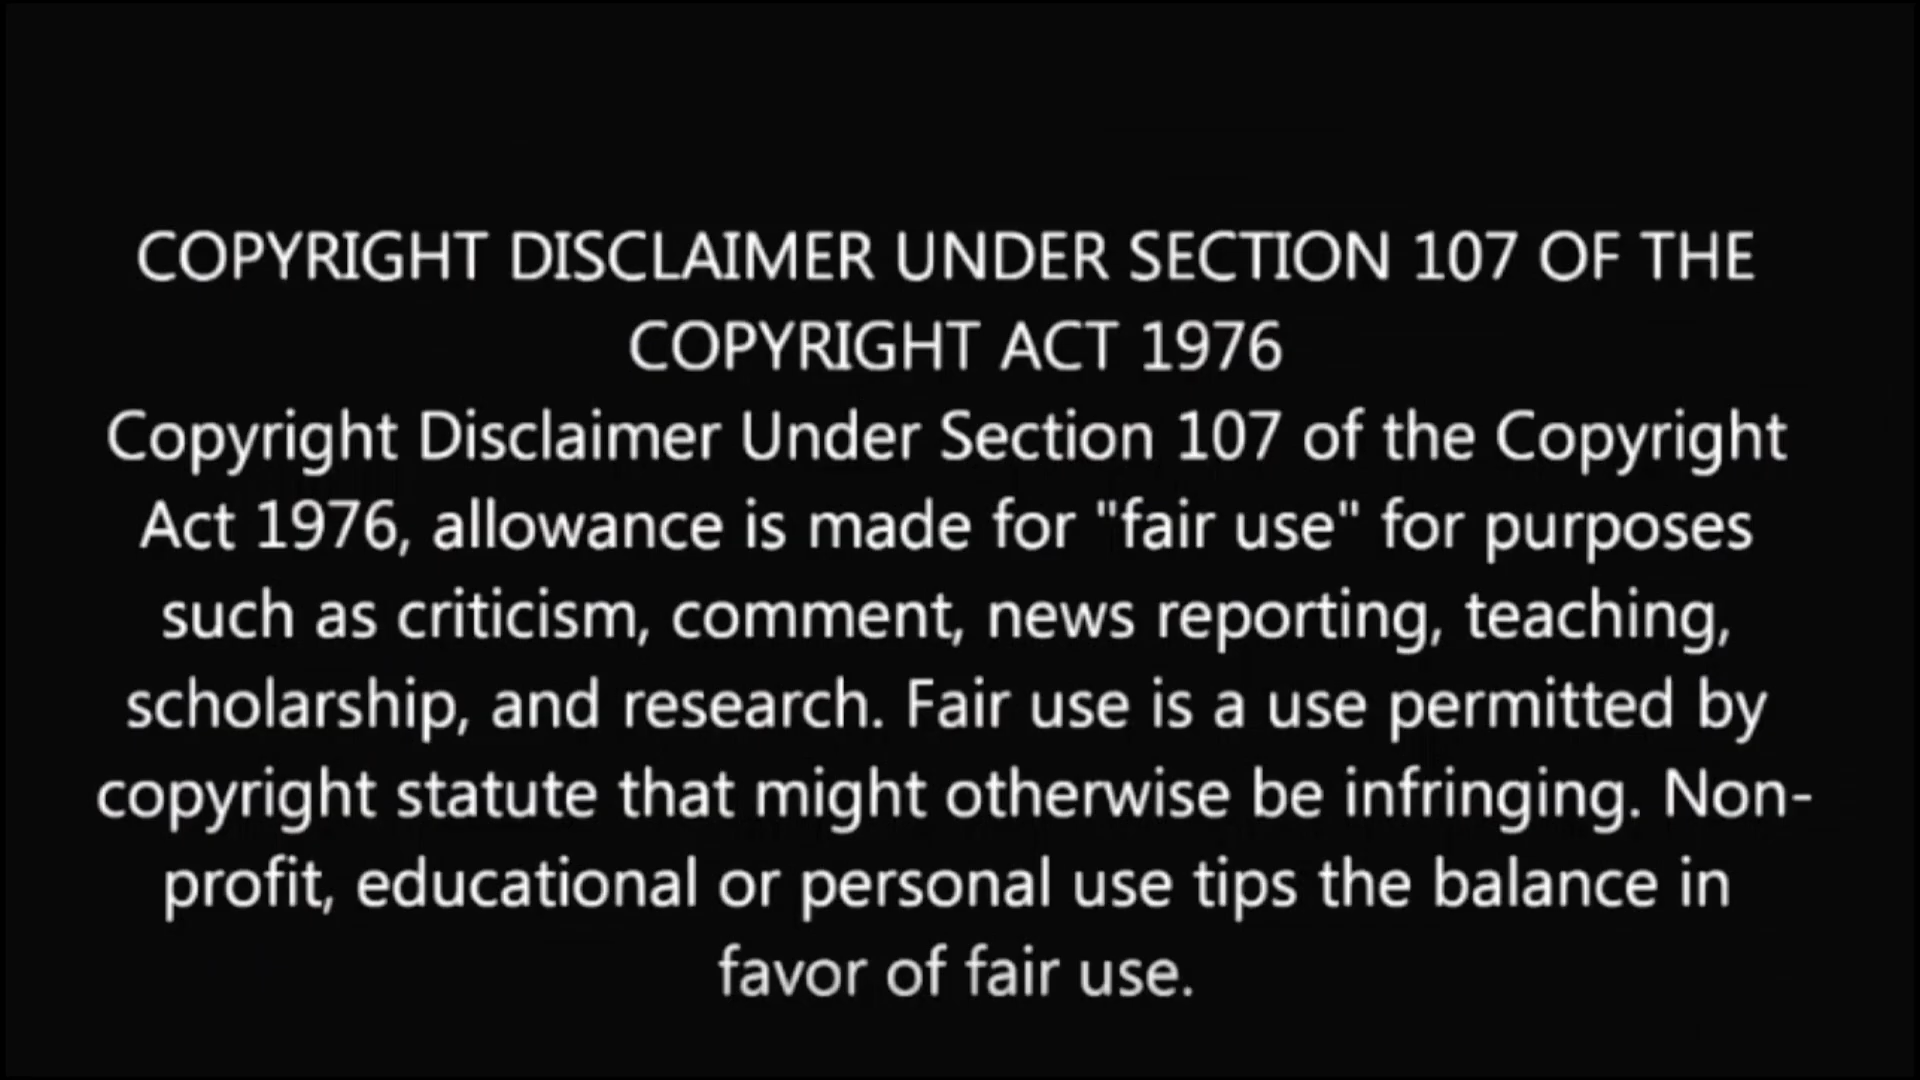 COPYRIGHT DISCLAIMER UNDER SECTION 107 OF THE
COPYRIGHT ACT 1976
Copyright Disclaimer Under Section 107 of the Copyright
Act 1976, allowance is made for "fair use" for purposes
such as criticism, comment, news reporting, teaching,
scholarship, and research. Fair use is a use permitted by
copyright statute that might otherwise be infringing. Non-
profit, educational or personal use tips the balance in
favor of fair use.